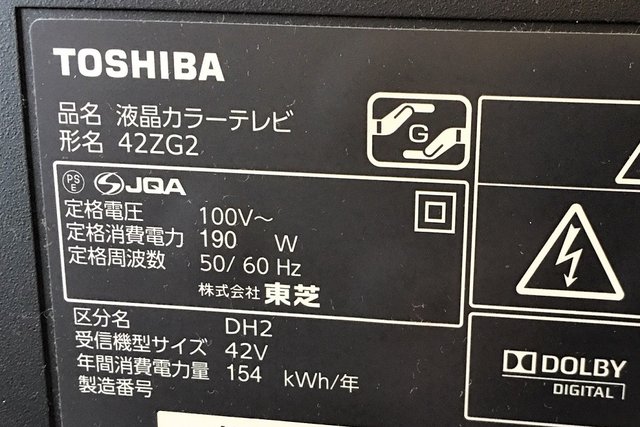 TOSHIBA
品名 液晶カラーテレビ
形名 42ZG2
G
PS
E
JQA
定格電圧 100V～
定格消費電力 190 W
定格周波数 50/ 60 Hz
株式会社 東芝
区分名 DH2
受信機型サイズ 42V
年間消費電力量 154 kWh/年
製造番号
DOLBY
DIGITAL